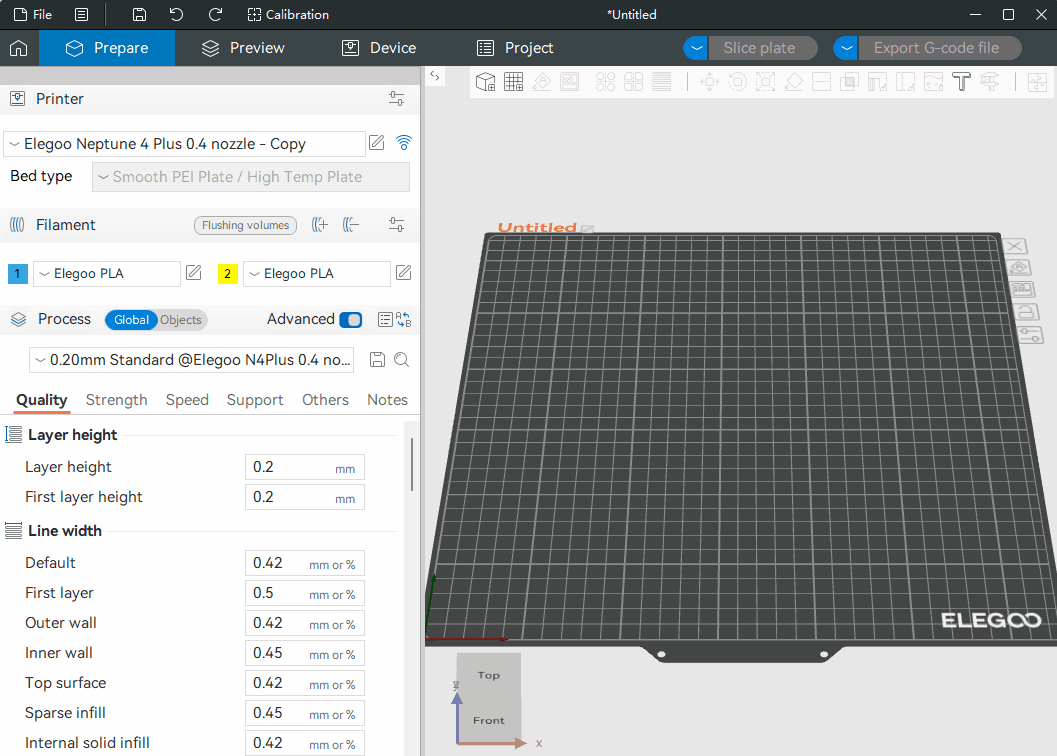 File Calibration *Untitled
Prepare Preview Device Project Slice plate Export G-code file
Printer
Elegoo Neptune 4 Plus 0.4 nozzle - Copy
Bed type Smooth PEI Plate / High Temp Plate
Filament Flushing volumes
1 Elegoo PLA 2 Elegoo PLA
Process Global Objects Advanced
0.20mm Standard @Elegoo N4Plus 0.4 no...
Quality Strength Speed Support Others Notes
Layer height
Layer height 0.2 mm
First layer height 0.2 mm
Line width
Default 0.42 mm or %
First layer 0.5 mm or %
Outer wall 0.42 mm or %
Inner wall 0.45 mm or %
Top surface 0.42 mm or %
Sparse infill 0.45 mm or %
Internal solid infill 0.42 mm or %
Untitled
ELEGOO
Top
Front
x